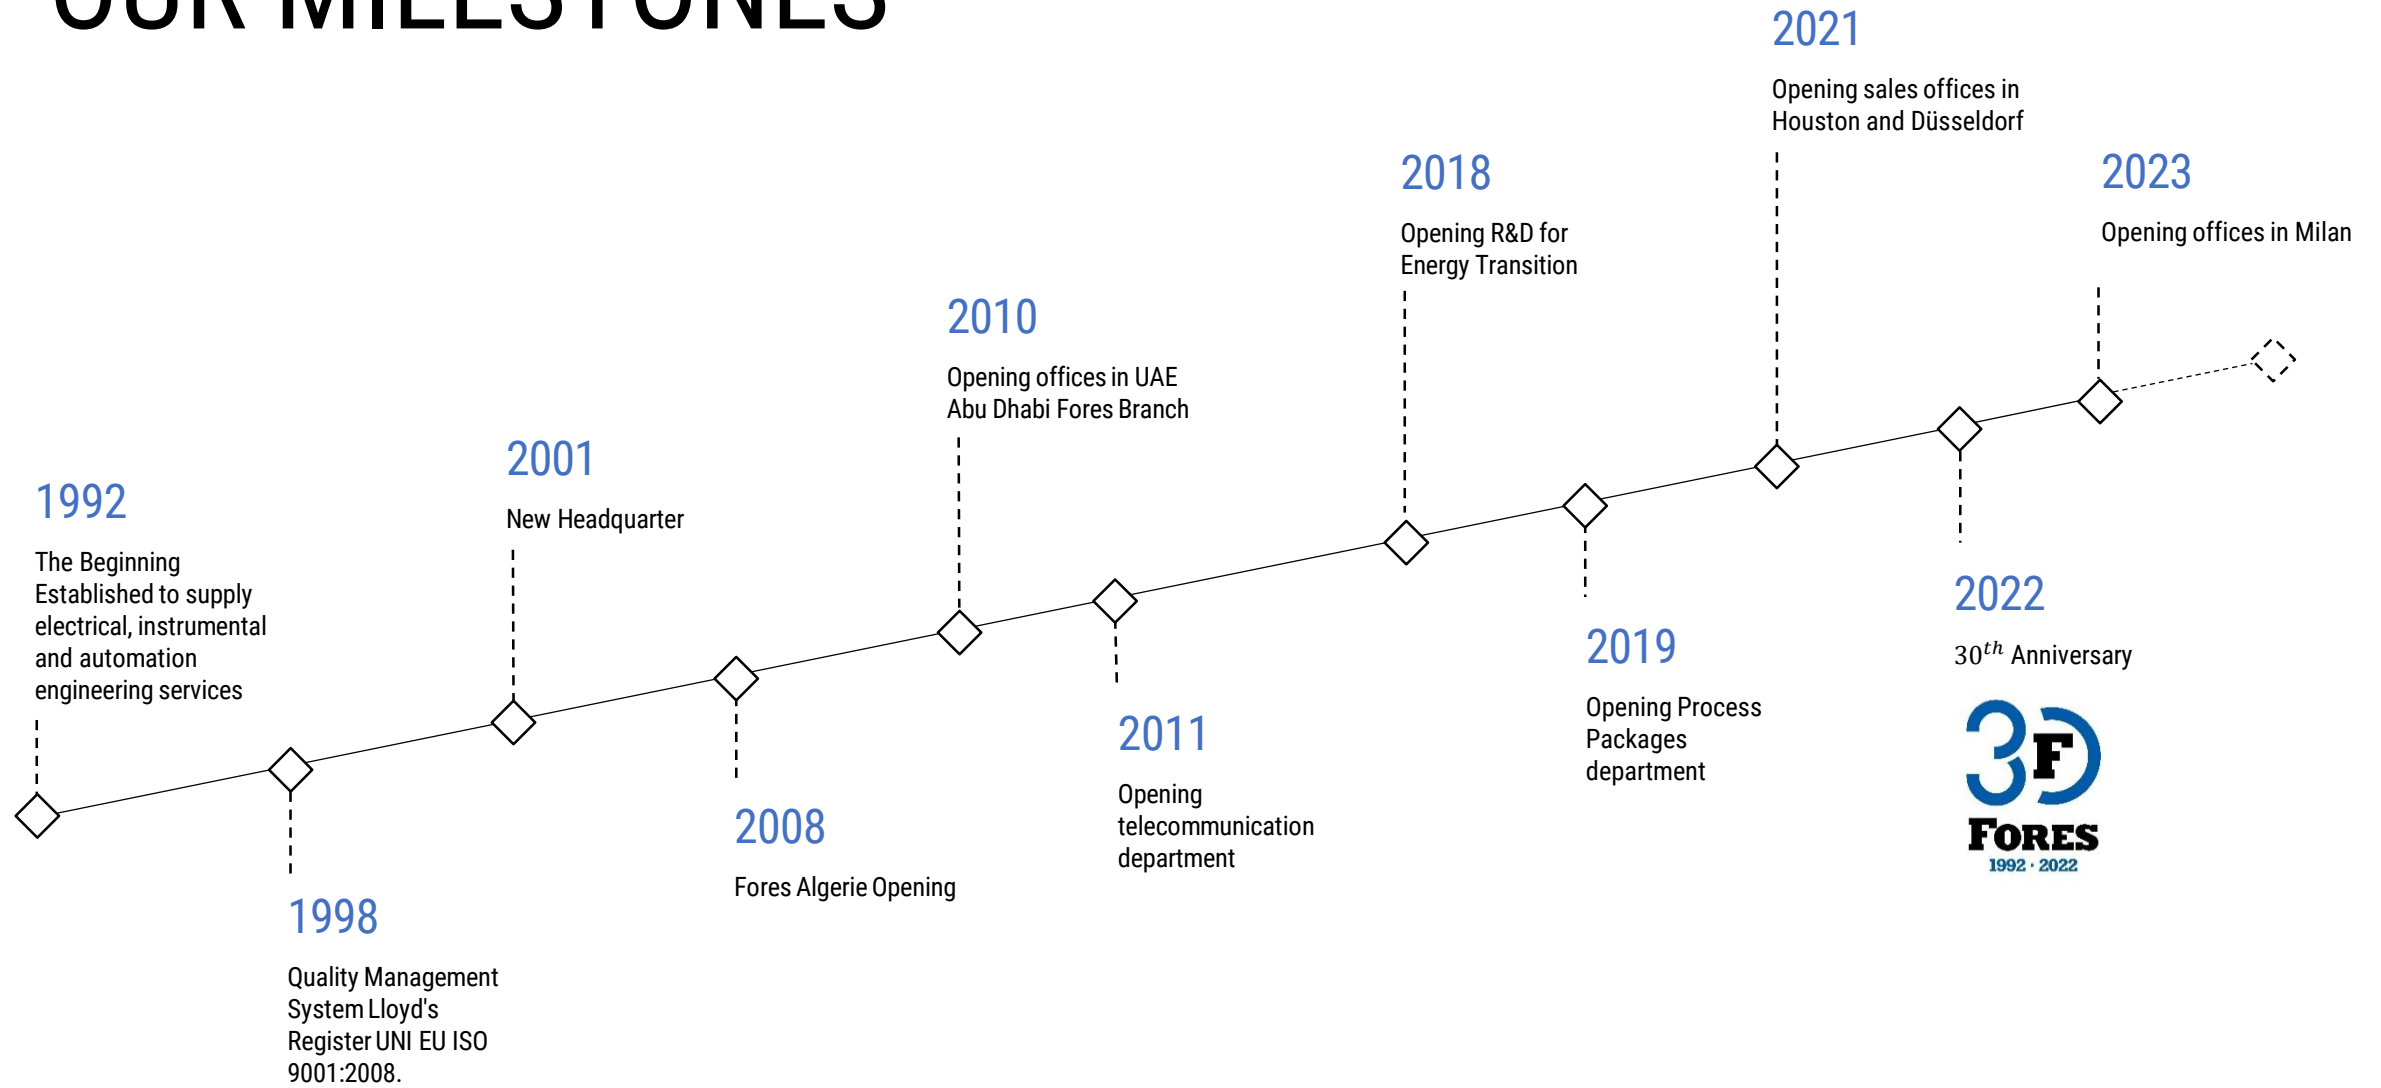 OUR MILESTONES
1992
The Beginning
Established to supply
electrical, instrumental
and automation
engineering services
1998
Quality Management
System Lloyd's
Register UNI EU ISO
9001:2008.
2001
New Headquarter
2008
Fores Algerie Opening
2010
Opening offices in UAE
Abu Dhabi Fores Branch
2011
Opening
telecommunication
department
2018
Opening R&D for
Energy Transition
2019
Opening Process
Packages
department
2021
Opening sales offices in
Houston and Düsseldorf
2022
30th Anniversary
30 F
FORES
1992 · 2022
2023
Opening offices in Milan